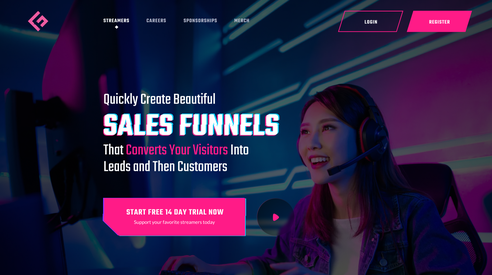 STREAMERS CAREERS SPONSORSHIPS MERCH LOGIN REGISTER
Quickly Create Beautiful
SALES FUNNELS
That Converts Your Visitors Into
Leads and Then Customers
START FREE 14 DAY TRIAL NOW
Support your favorite streamers today